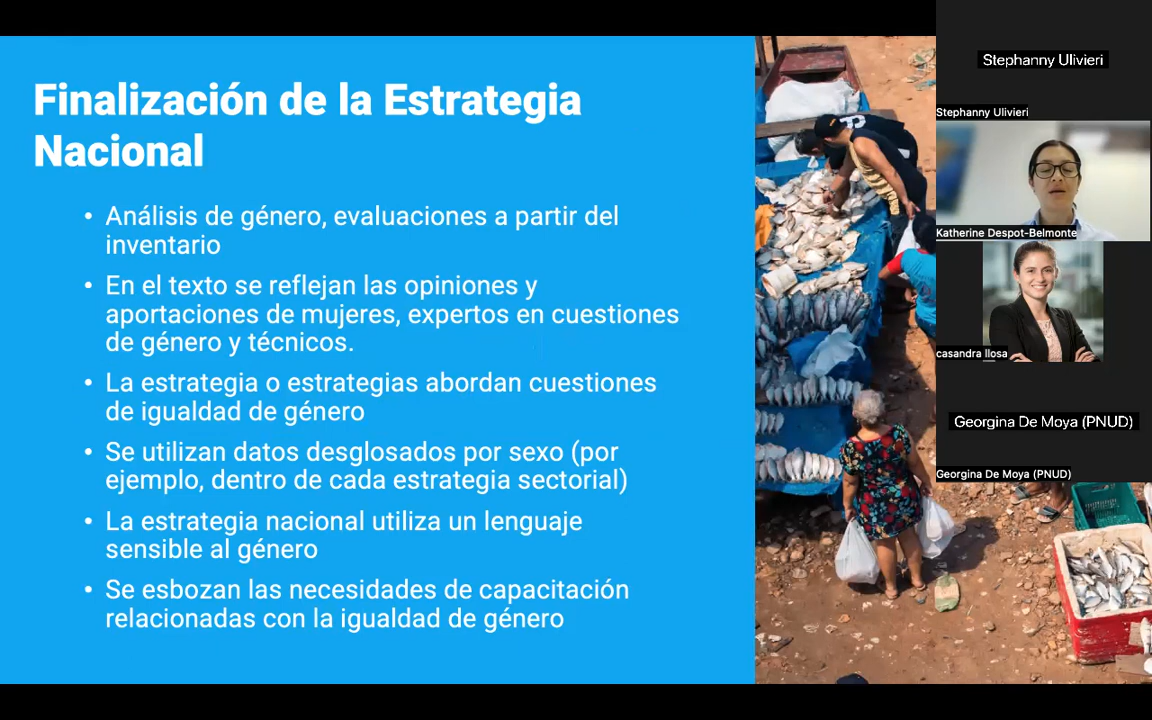 Finalización de la Estrategia
Nacional
• Análisis de género, evaluaciones a partir del
inventario
• En el texto se reflejan las opiniones y
aportaciones de mujeres, expertos en cuestiones
de género y técnicos.
• La estrategia o estrategias abordan cuestiones
de igualdad de género
• Se utilizan datos desglosados por sexo (por
ejemplo, dentro de cada estrategia sectorial)
• La estrategia nacional utiliza un lenguaje
sensible al género
• Se esbozan las necesidades de capacitación
relacionadas con la igualdad de género
Stephanny Ulivieri
Stephanny Ulivieri
Katherine Despot-Belmonte
casandra llosa
Georgina De Moya (PNUD)
Georgina De Moya (PNUD)